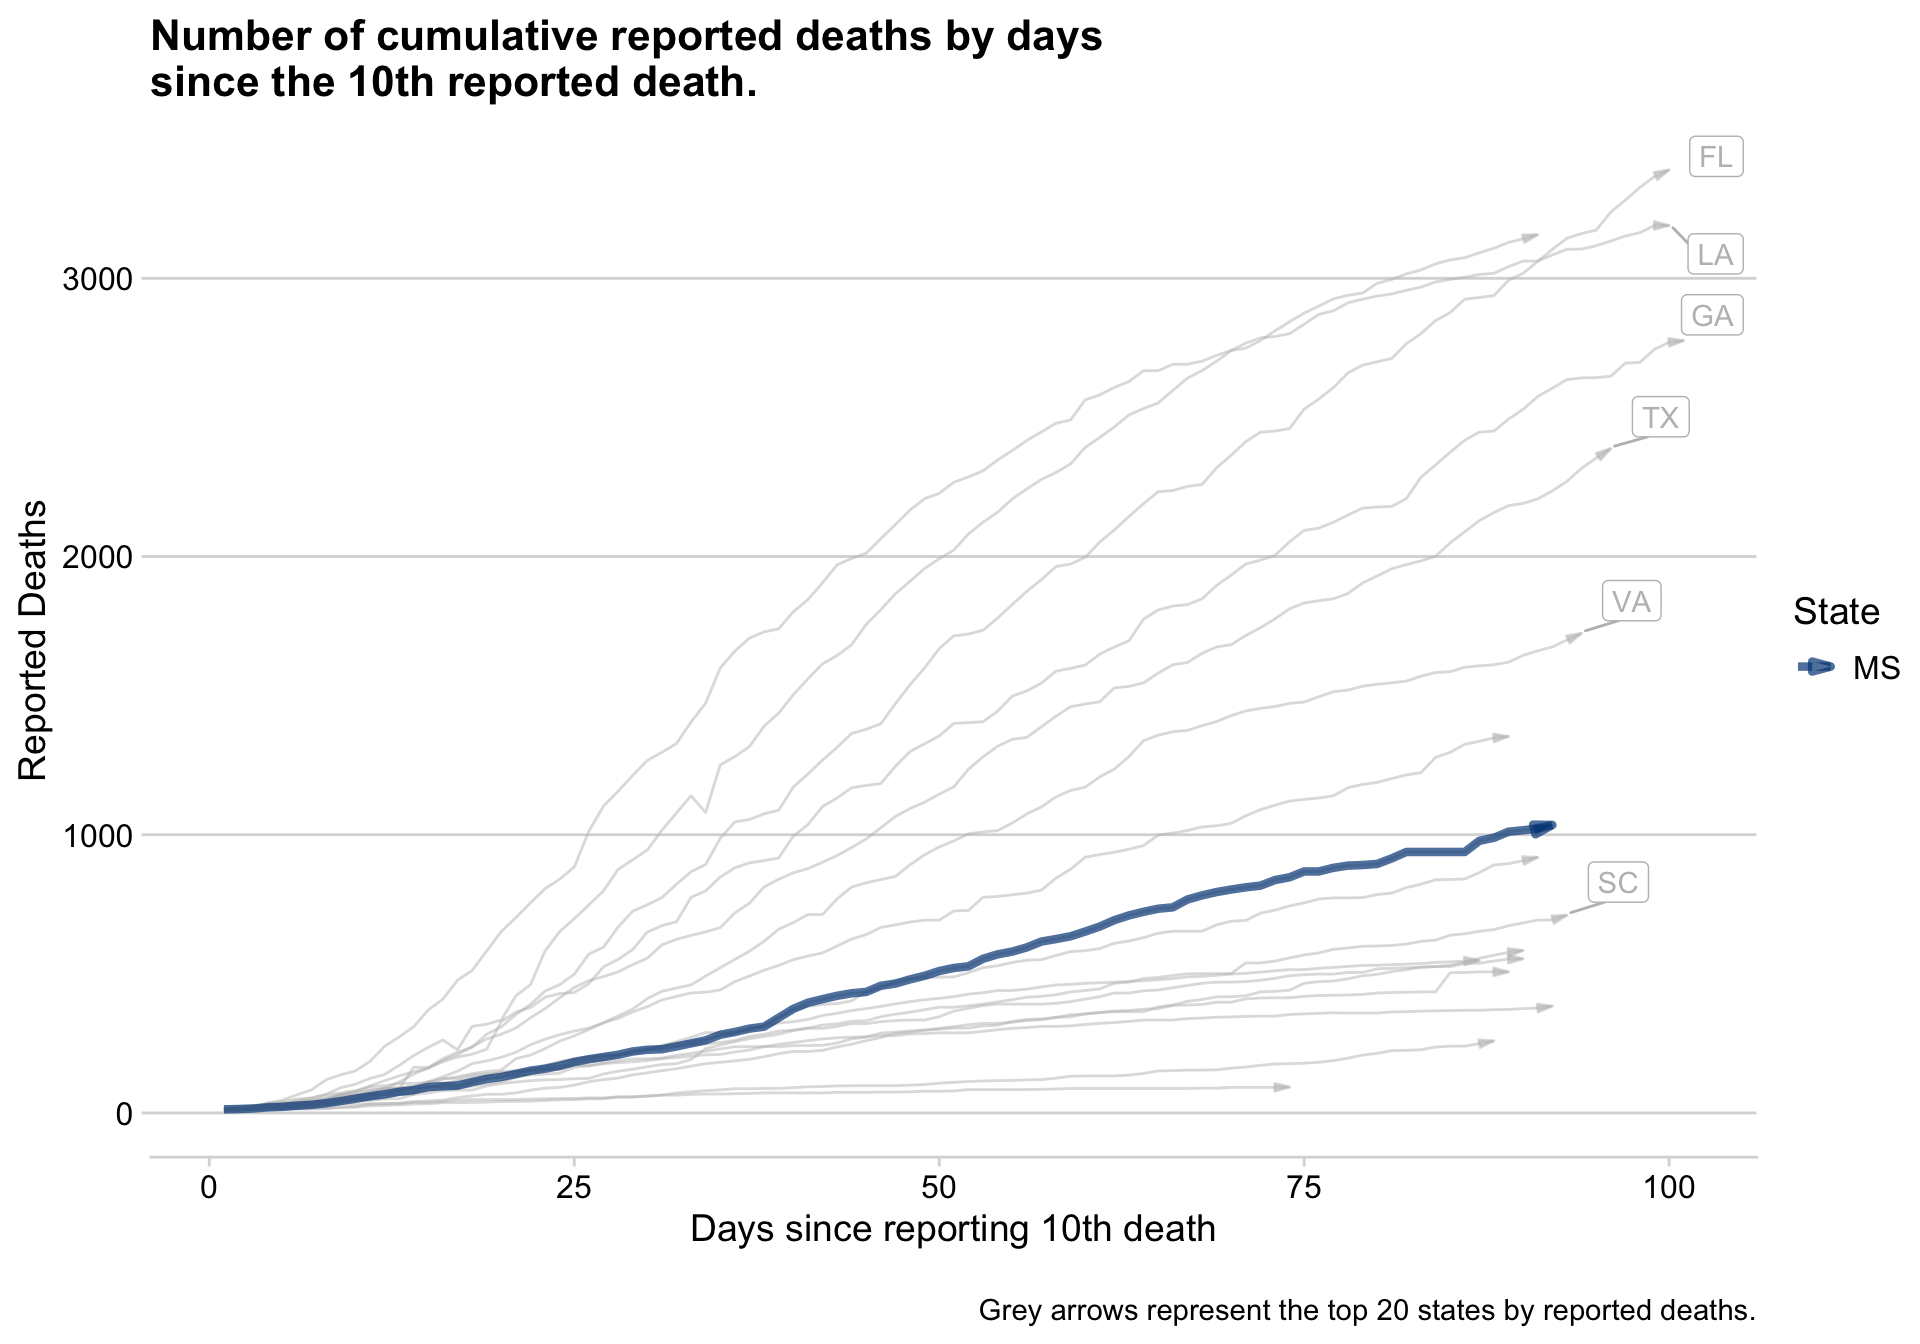 Number of cumulative reported deaths by days
since the 10th reported death.
FL
LA
GA
TX
VA
SC
3000
2000
1000
0
Reported Deaths
0 25 50 75 100
Days since reporting 10th death
State
MS
Grey arrows represent the top 20 states by reported deaths.